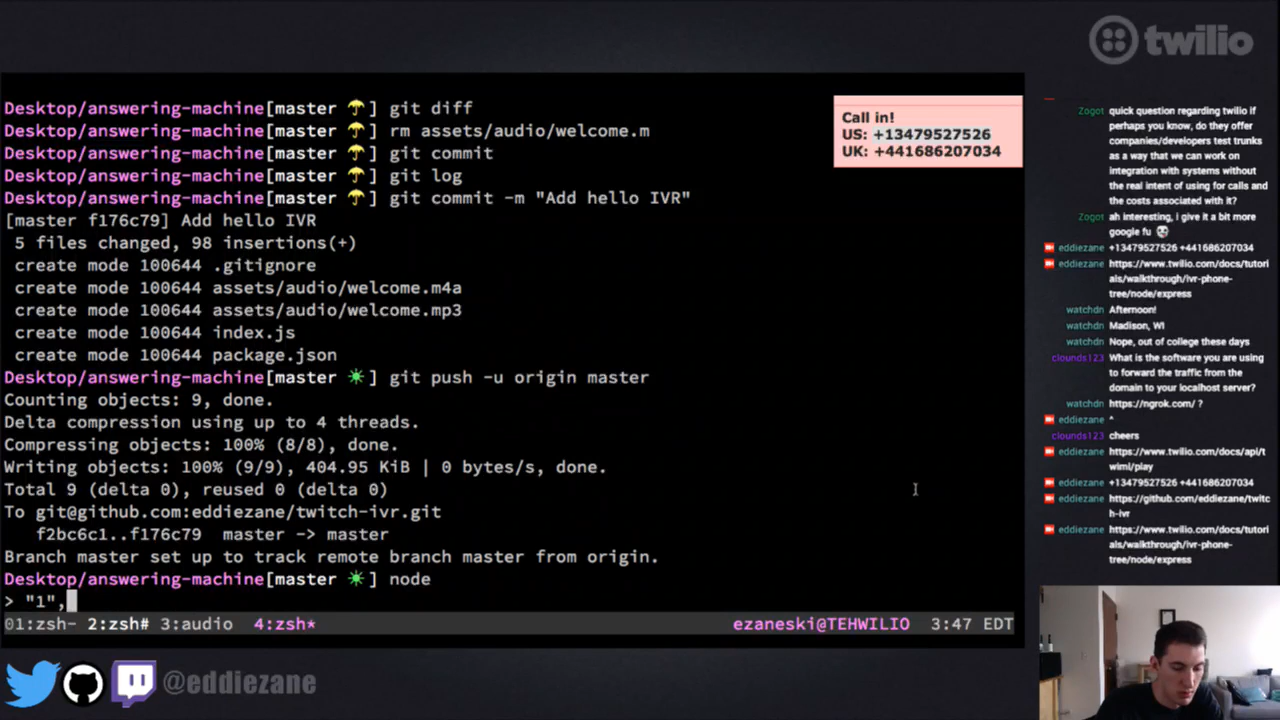 twilio
Desktop/answering-machine[master ☂ ] git diff
Desktop/answering-machine[master ☂ ] rm assets/audio/welcome.m
Desktop/answering-machine[master ☂ ] git commit
Desktop/answering-machine[master ☂ ] git log
Desktop/answering-machine[master ☂ ] git commit -m "Add hello IVR"
[master f176c79] Add hello IVR
5 files changed, 98 insertions(+)
create mode 100644 .gitignore
create mode 100644 assets/audio/welcome.m4a
create mode 100644 assets/audio/welcome.mp3
create mode 100644 index.js
create mode 100644 package.json
Desktop/answering-machine[master ☀ ] git push -u origin master
Counting objects: 9, done.
Delta compression using up to 4 threads.
Compressing objects: 100% (8/8), done.
Writing objects: 100% (9/9), 404.95 KiB | 0 bytes/s, done.
Total 9 (delta 0), reused 0 (delta 0)
To git@github.com:eddiezane/twitch-ivr.git
f2bc6c1..f176c79 master -> master
Branch master set up to track remote branch master from origin.
Desktop/answering-machine[master ☀ ] node
> "1",
01:zsh- 2:zsh# 3:audio 4:zsh* ezaneski@TEHWILIO 3:47 EDT
Call in!
US: +13479527526
UK: +441686207034
Zogot quick question regarding twilio if
perhaps you know, do they offer
companies/developers test trunks
as a way that we can work on
integration with systems without
the real intent of using for calls and
the costs associated with it?
Zogot ah interesting, i give it a bit more
google fu
eddiezane +13479527526 +441686207034
eddiezane https://www.twilio.com/docs/tutori
als/walkthrough/ivr-phone-
tree/node/express
watchdn Afternoon!
watchdn Madison, WI
watchdn Nope, out of college these days
clounds123 What is the software you are using
to forward the traffic from the
domain to your localhost server?
watchdn https://ngrok.com/ ?
eddiezane ^
clounds123 cheers
eddiezane https://www.twilio.com/docs/api/t
wiml/play
eddiezane +13479527526 +441686207034
eddiezane https://github.com/eddiezane/twitc
h-ivr
eddiezane https://www.twilio.com/docs/tutori
als/walkthrough/ivr-phone-
tree/node/express
@eddiezane